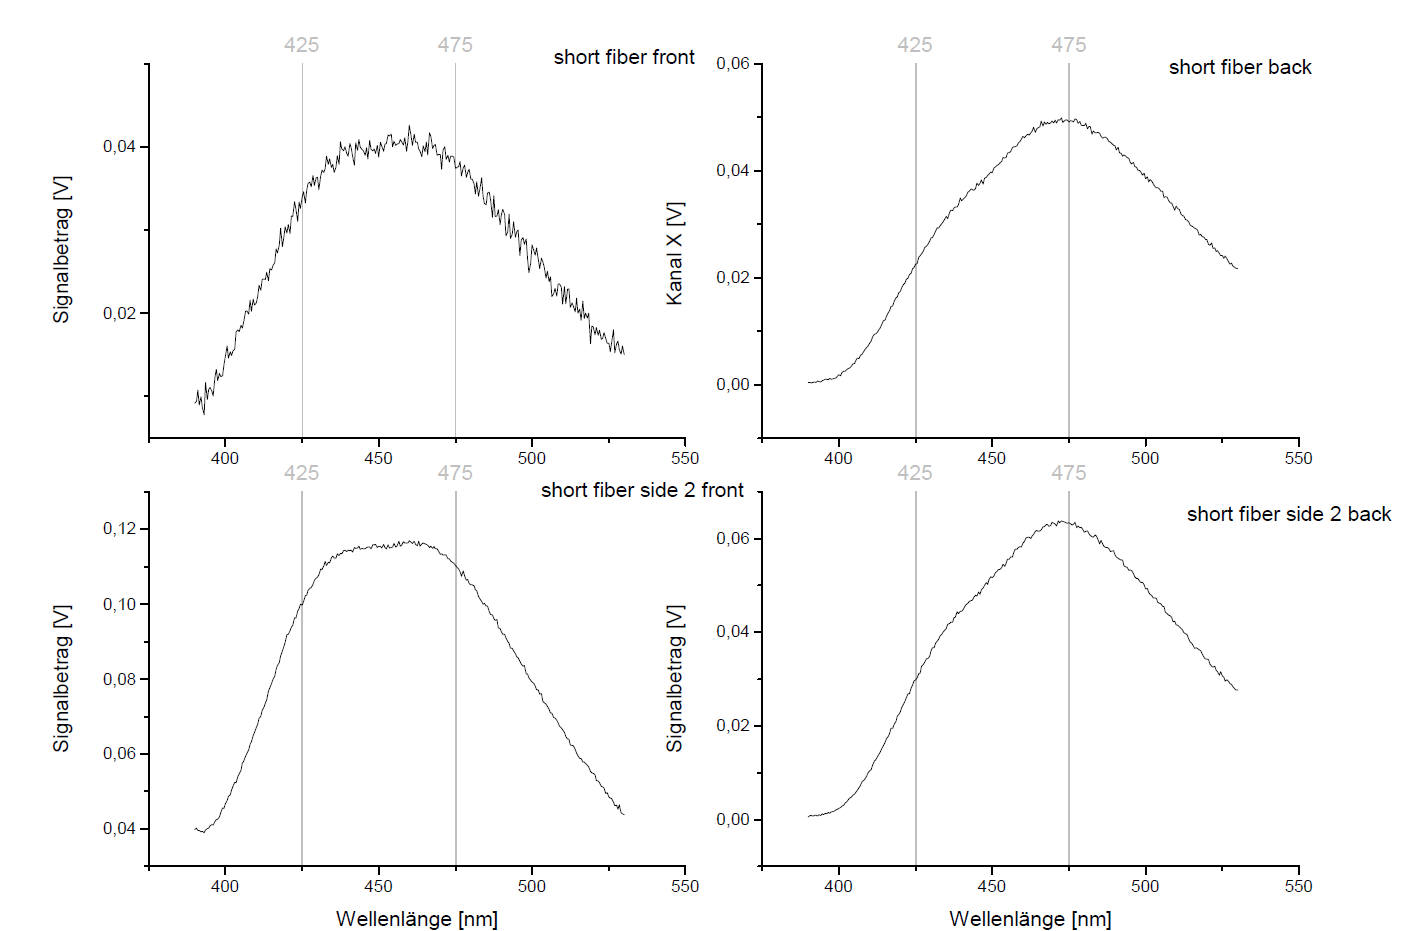 425 475
short fiber front
0,04
0,02
Signalbetrag [V]
400 450 500 550
425 475
short fiber back
0,06
0,04
0,02
0,00
Kanal X [V]
400 450 500 550
425 475
short fiber side 2 front
0,12
0,10
0,08
0,06
0,04
Signalbetrag [V]
400 450 500 550
Wellenlänge [nm]
425 475
short fiber side 2 back
0,06
0,04
0,02
0,00
Signalbetrag [V]
400 450 500 550
Wellenlänge [nm]